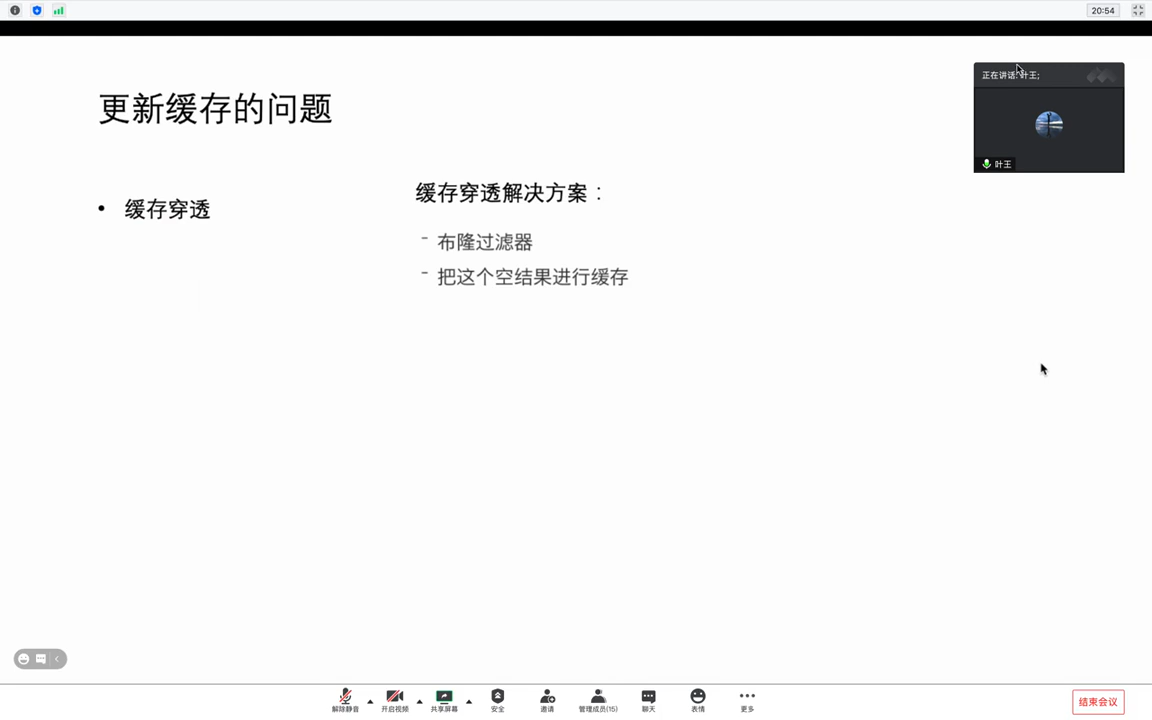 20:54
正在讲话: 叶王;
叶王
更新缓存的问题
• 缓存穿透
缓存穿透解决方案：
- 布隆过滤器
- 把这个空结果进行缓存
解除静音
开启视频
共享屏幕
安全
邀请
管理成员(15)
聊天
表情
更多
结束会议